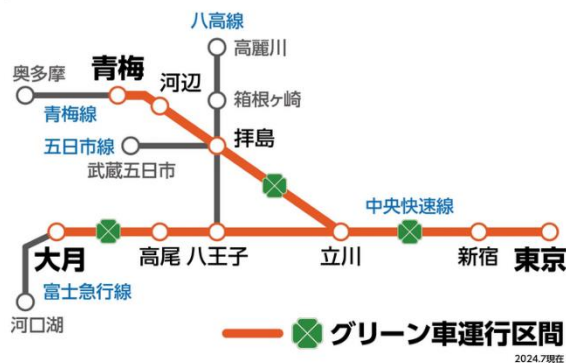 八高線
高麗川
奥多摩
青梅
河辺
箱根ヶ崎
青梅線
五日市線
拝島
武蔵五日市
中央快速線
大月
高尾
八王子
立川
新宿
東京
富士急行線
河口湖
グリーン車運行区間
2024.7現在